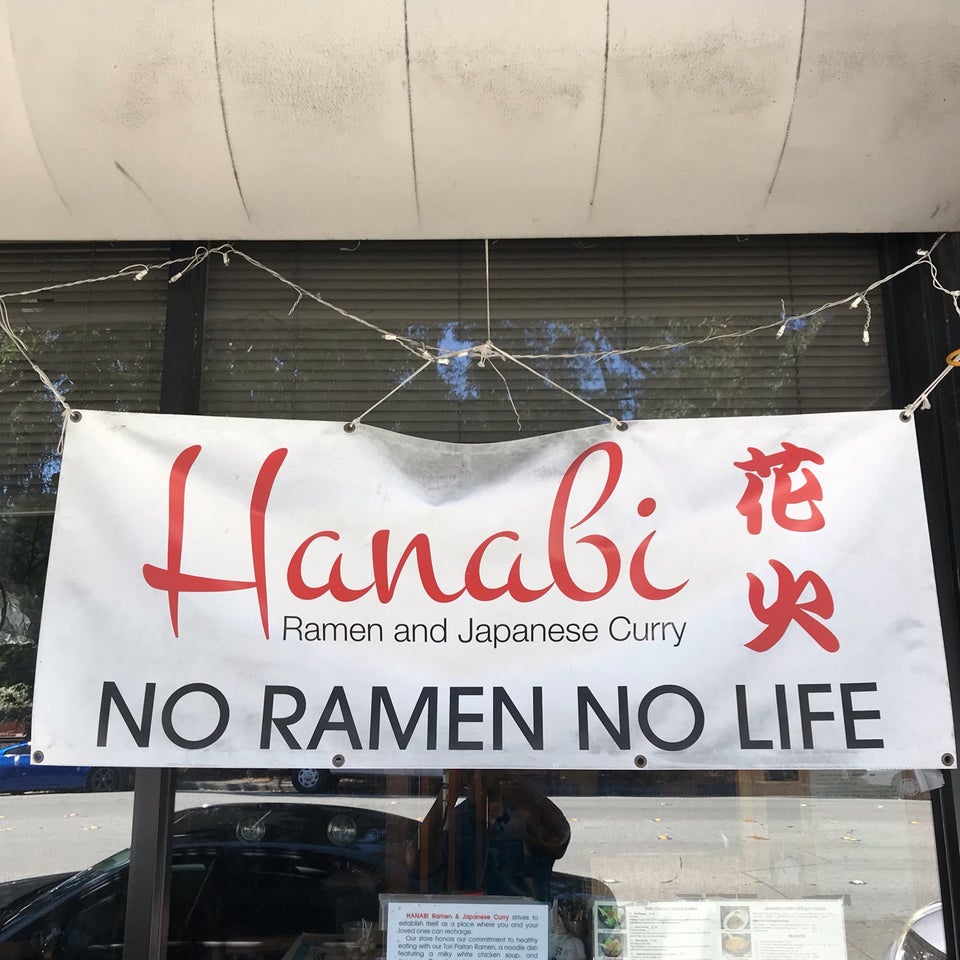 Hanabi
花火
Ramen and Japanese Curry
NO RAMEN NO LIFE
HANABI Ramen & Japanese Curry strives to
establish itself as a place where you and your
loved ones can recharge.
Our store honors our commitment to healthy
eating with our Tori Paitan Ramen, a noodle dish
featuring a milky white chicken soup, and